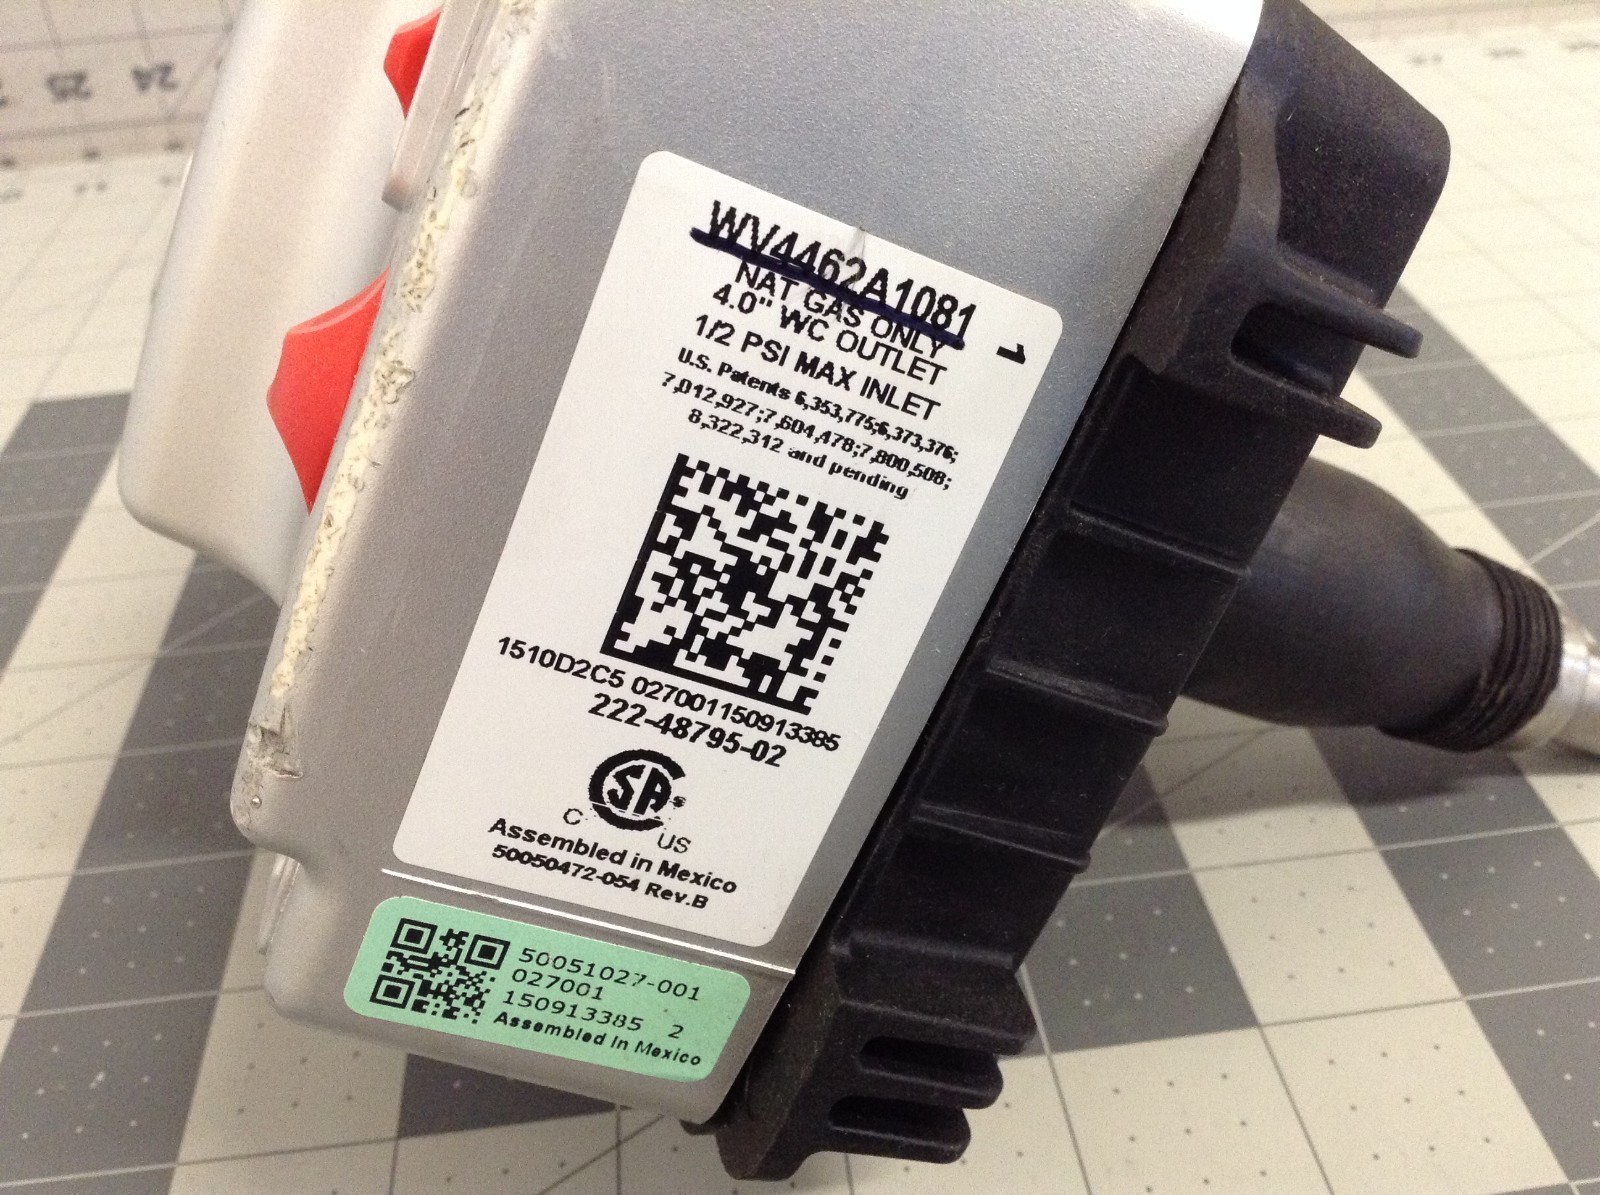 WV4462A1081
NAT GAS ONLY
4.0" WC OUTLET
1/2 PSI MAX INLET
1
U.S. Patents 6,353,775;6,373,376;
7,012,927;7,604,478;7,800,508;
8,322,312 and pending
1510D2C5 027001150913385
222-48795-02
CSA
C US
Assembled in Mexico
50050472-054 Rev.B
50051027-001
027001
150913385 2
Assembled In Mexico
25 24